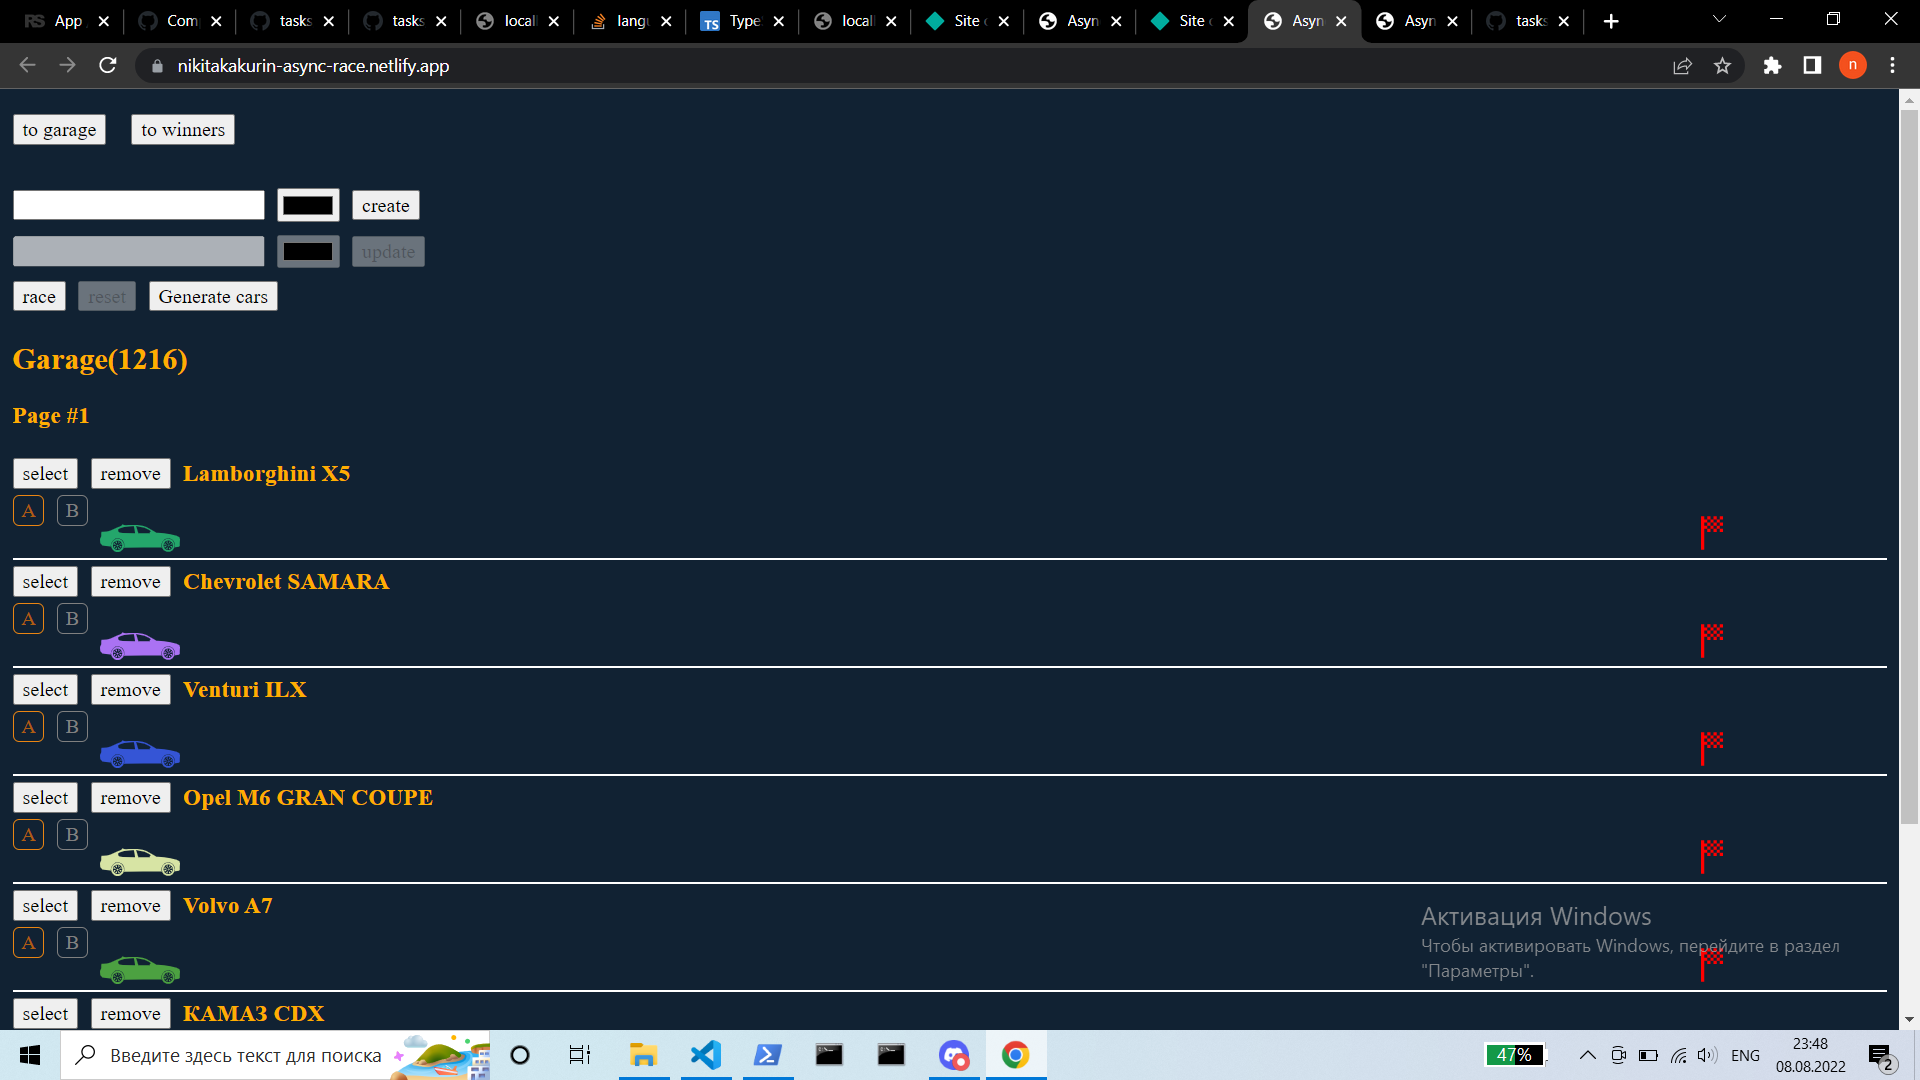 App
Com
tasks
tasks
locall
langu
TS Type
locall
Site
Asyn
Site
Asyn
Asyn
tasks
nikitakakurin-async-race.netlify.app
n
to garage to winners
create
update
race reset Generate cars
Garage(1216)
Page #1
select remove Lamborghini X5
A B
select remove Chevrolet SAMARA
A B
select remove Venturi ILX
A B
select remove Opel M6 GRAN COUPE
A B
select remove Volvo A7
A B
select remove КАМАЗ CDX
Активация Windows
Чтобы активировать Windows, перейдите в раздел
"Параметры".
Введите здесь текст для поиска
47%
ENG
23:48
08.08.2022
2